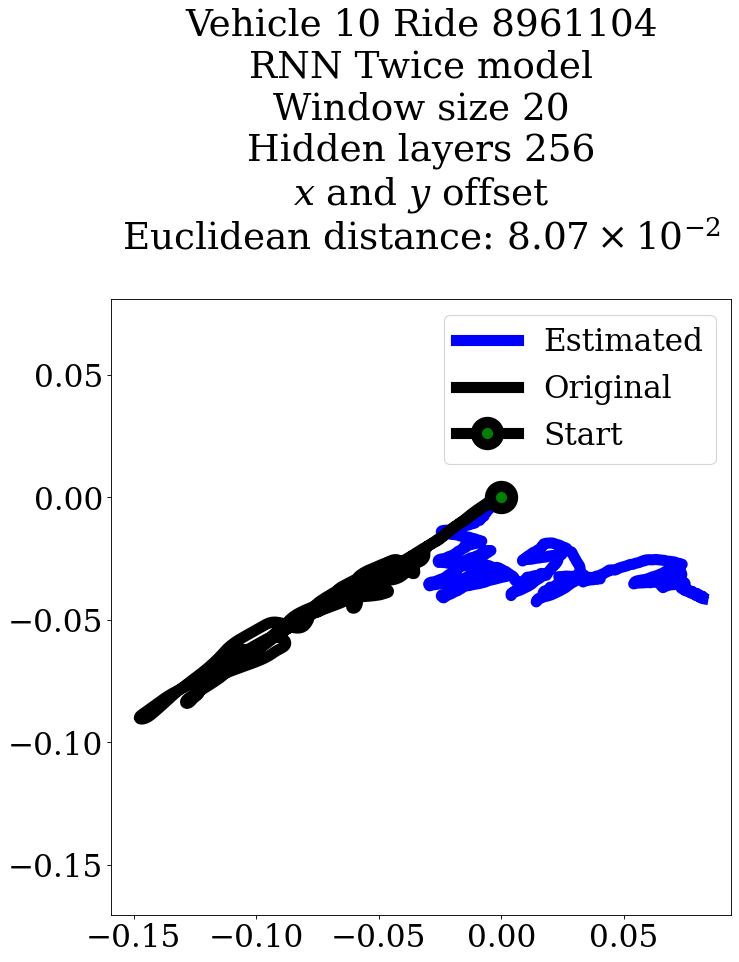 Vehicle 10 Ride 8961104
RNN Twice model
Window size 20
Hidden layers 256
x and y offset
Euclidean distance: 8.07 × 10⁻²
Estimated
Original
Start
0.05
0.00
−0.05
−0.10
−0.15
−0.15 −0.10 −0.05 0.00 0.05